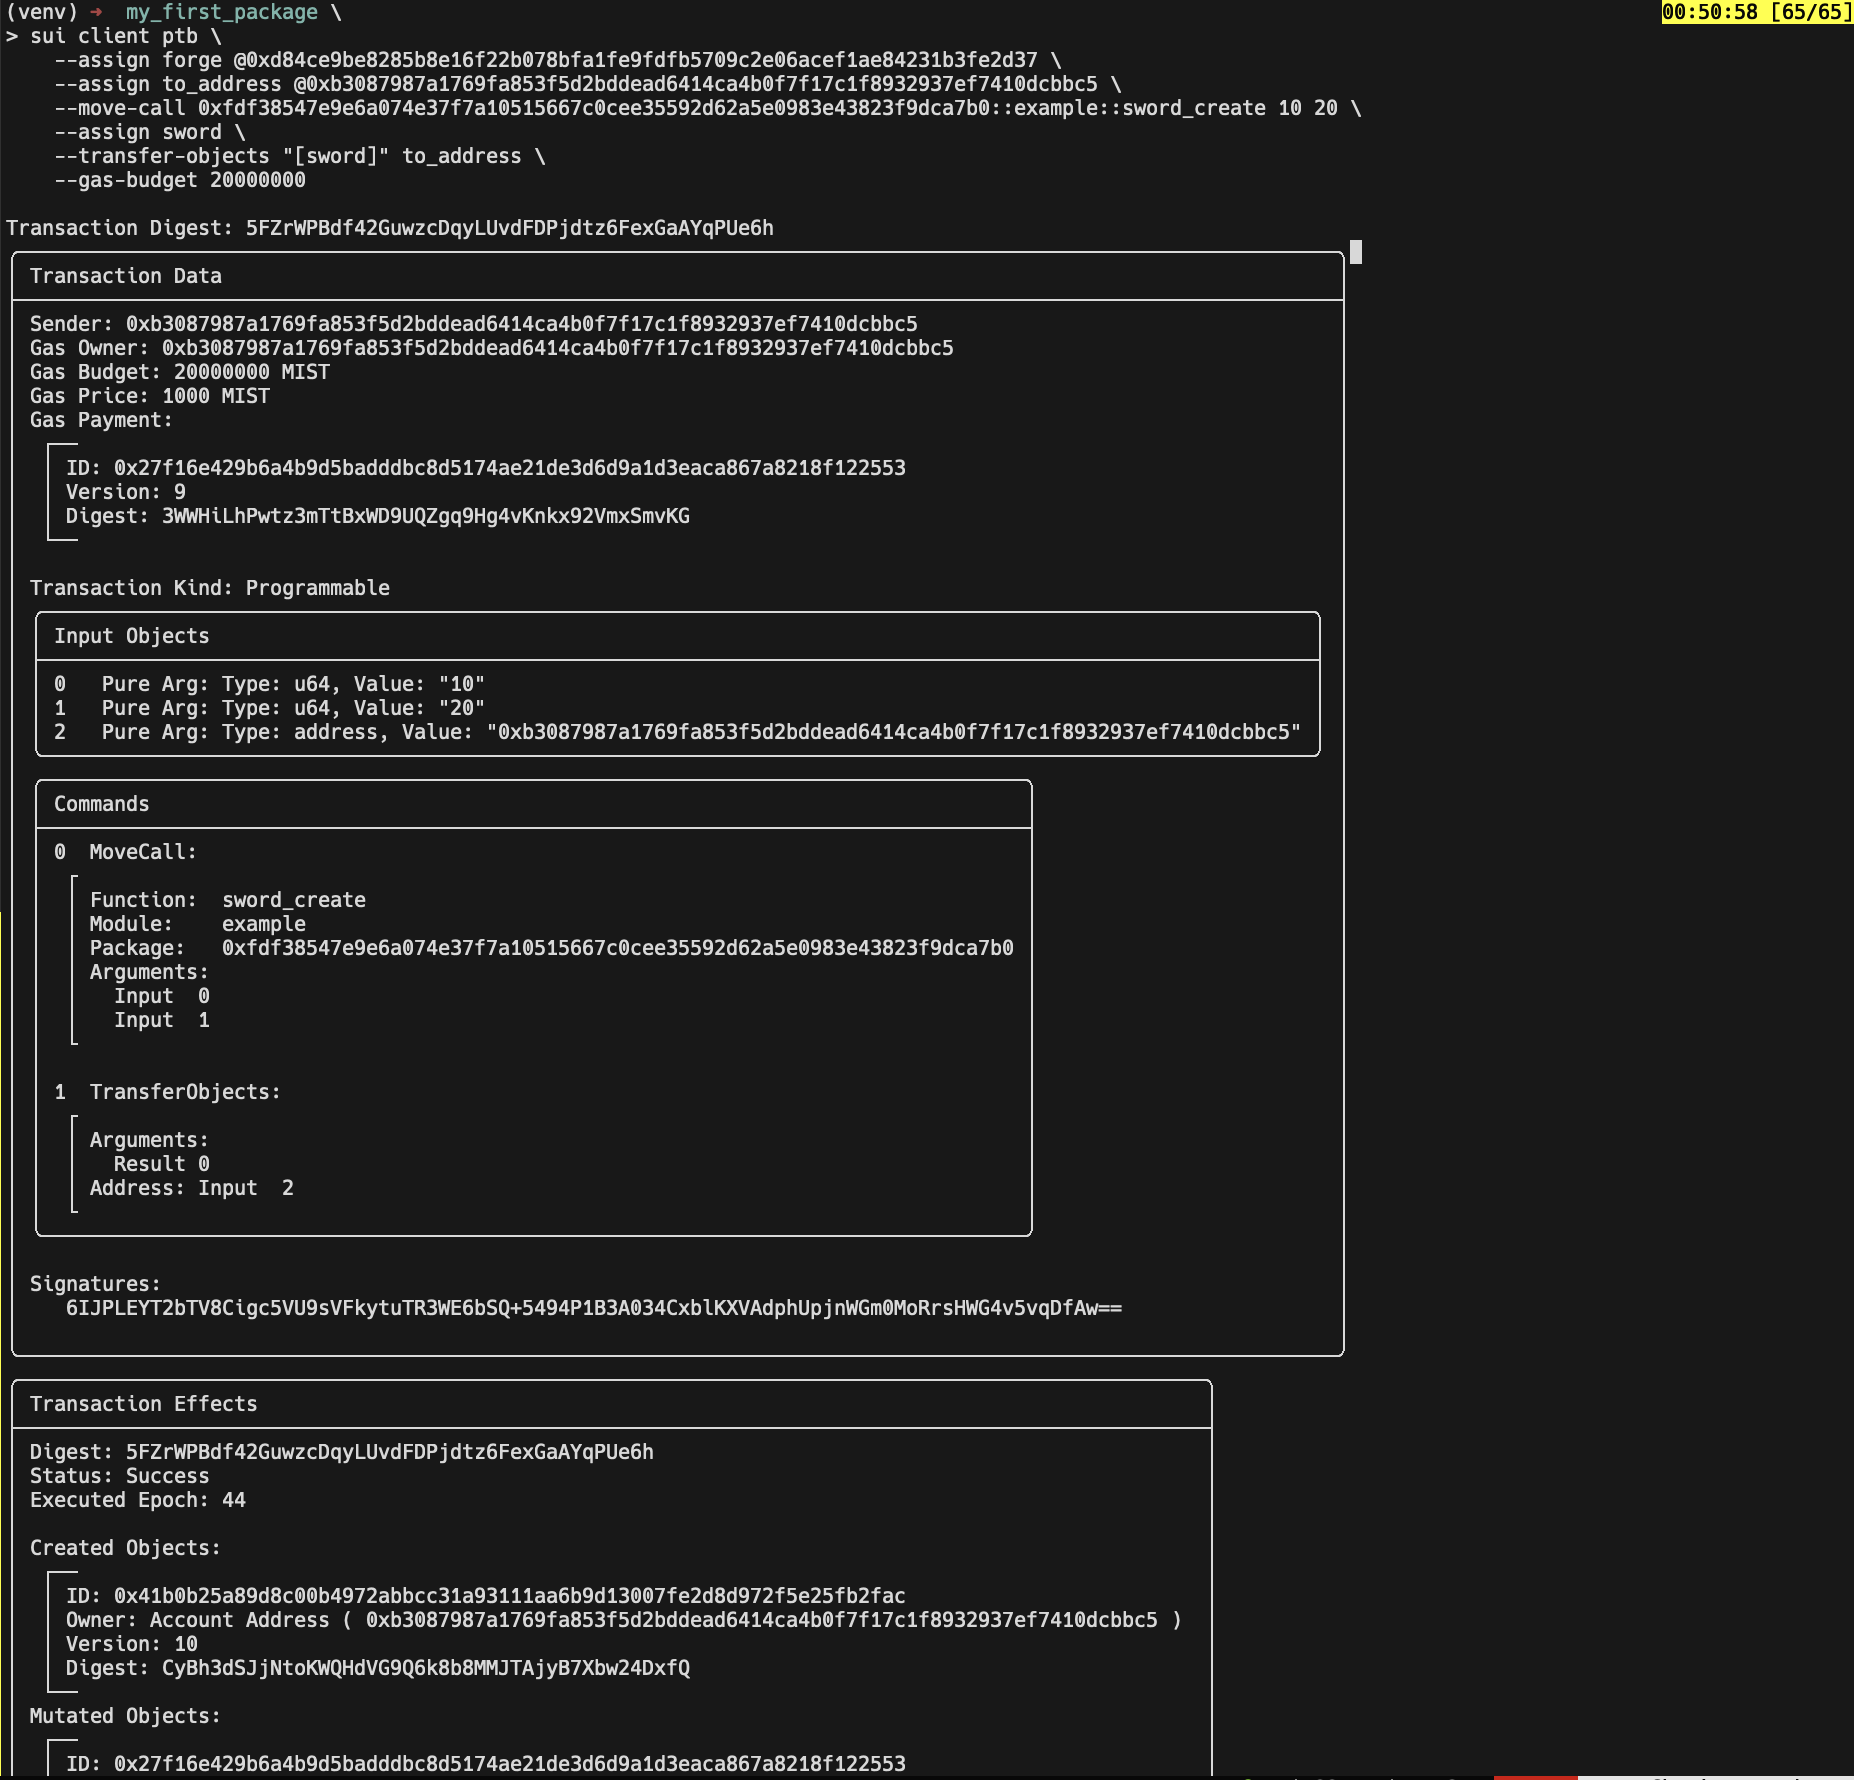 (venv) ➜  my_first_package \
00:50:58 [65/65]
> sui client ptb \
--assign forge @0xd84ce9be8285b8e16f22b078bfa1fe9fdfb5709c2e06acef1ae84231b3fe2d37 \
--assign to_address @0xb3087987a1769fa853f5d2bddead6414ca4b0f7f17c1f8932937ef7410dcbbc5 \
--move-call 0xfdf38547e9e6a074e37f7a10515667c0cee35592d62a5e0983e43823f9dca7b0::example::sword_create 10 20 \
--assign sword \
--transfer-objects "[sword]" to_address \
--gas-budget 20000000
Transaction Digest: 5FZrWPBdf42GuwzcDqyLUvdFDPjdtz6FexGaAYqPUe6h
Transaction Data
Sender: 0xb3087987a1769fa853f5d2bddead6414ca4b0f7f17c1f8932937ef7410dcbbc5
Gas Owner: 0xb3087987a1769fa853f5d2bddead6414ca4b0f7f17c1f8932937ef7410dcbbc5
Gas Budget: 20000000 MIST
Gas Price: 1000 MIST
Gas Payment:
ID: 0x27f16e429b6a4b9d5badddbc8d5174ae21de3d6d9a1d3eaca867a8218f122553
Version: 9
Digest: 3WWHiLhPwtz3mTtBxWD9UQZgq9Hg4vKnkx92VmxSmvKG
Transaction Kind: Programmable
Input Objects
0   Pure Arg: Type: u64, Value: "10"
1   Pure Arg: Type: u64, Value: "20"
2   Pure Arg: Type: address, Value: "0xb3087987a1769fa853f5d2bddead6414ca4b0f7f17c1f8932937ef7410dcbbc5"
Commands
0  MoveCall:
Function:  sword_create
Module:    example
Package:   0xfdf38547e9e6a074e37f7a10515667c0cee35592d62a5e0983e43823f9dca7b0
Arguments:
Input  0
Input  1
1  TransferObjects:
Arguments:
Result 0
Address: Input  2
Signatures:
6IJPLEYT2bTV8Cigc5VU9sVFkytuTR3WE6bSQ+5494P1B3A034CxblKXVAdphUpjnWGm0MoRrsHWG4v5vqDfAw==
Transaction Effects
Digest: 5FZrWPBdf42GuwzcDqyLUvdFDPjdtz6FexGaAYqPUe6h
Status: Success
Executed Epoch: 44
Created Objects:
ID: 0x41b0b25a89d8c00b4972abbcc31a93111aa6b9d13007fe2d8d972f5e25fb2fac
Owner: Account Address ( 0xb3087987a1769fa853f5d2bddead6414ca4b0f7f17c1f8932937ef7410dcbbc5 )
Version: 10
Digest: CyBh3dSJjNtoKWQHdVG9Q6k8b8MMJTAjyB7Xbw24DxfQ
Mutated Objects:
ID: 0x27f16e429b6a4b9d5badddbc8d5174ae21de3d6d9a1d3eaca867a8218f122553